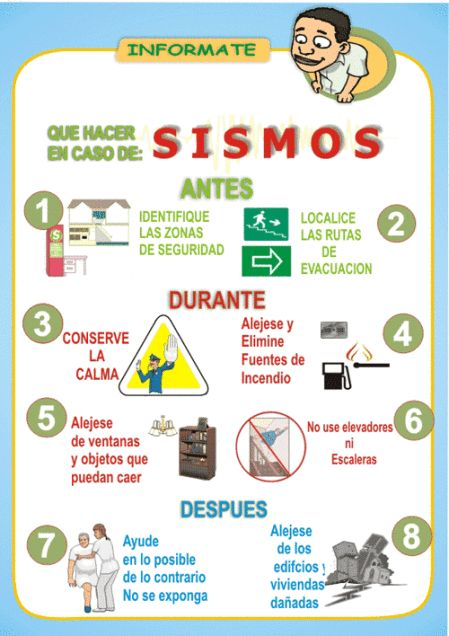 INFORMATE
QUE HACER
EN CASO DE:
SISMOS
ANTES
1
IDENTIFIQUE
LAS ZONAS
DE SEGURIDAD
2
LOCALICE
LAS RUTAS
DE
EVACUACION
DURANTE
3
CONSERVE
LA
CALMA
4
Alejese y
Elimine
Fuentes de
Incendio
5
Alejese
de ventanas
y objetos que
puedan caer
6
No use elevadores
ni
Escaleras
DESPUES
7
Ayude
en lo posible
de lo contrario
No se exponga
8
Alejese
de los
edifcios y
viviendas
dañadas